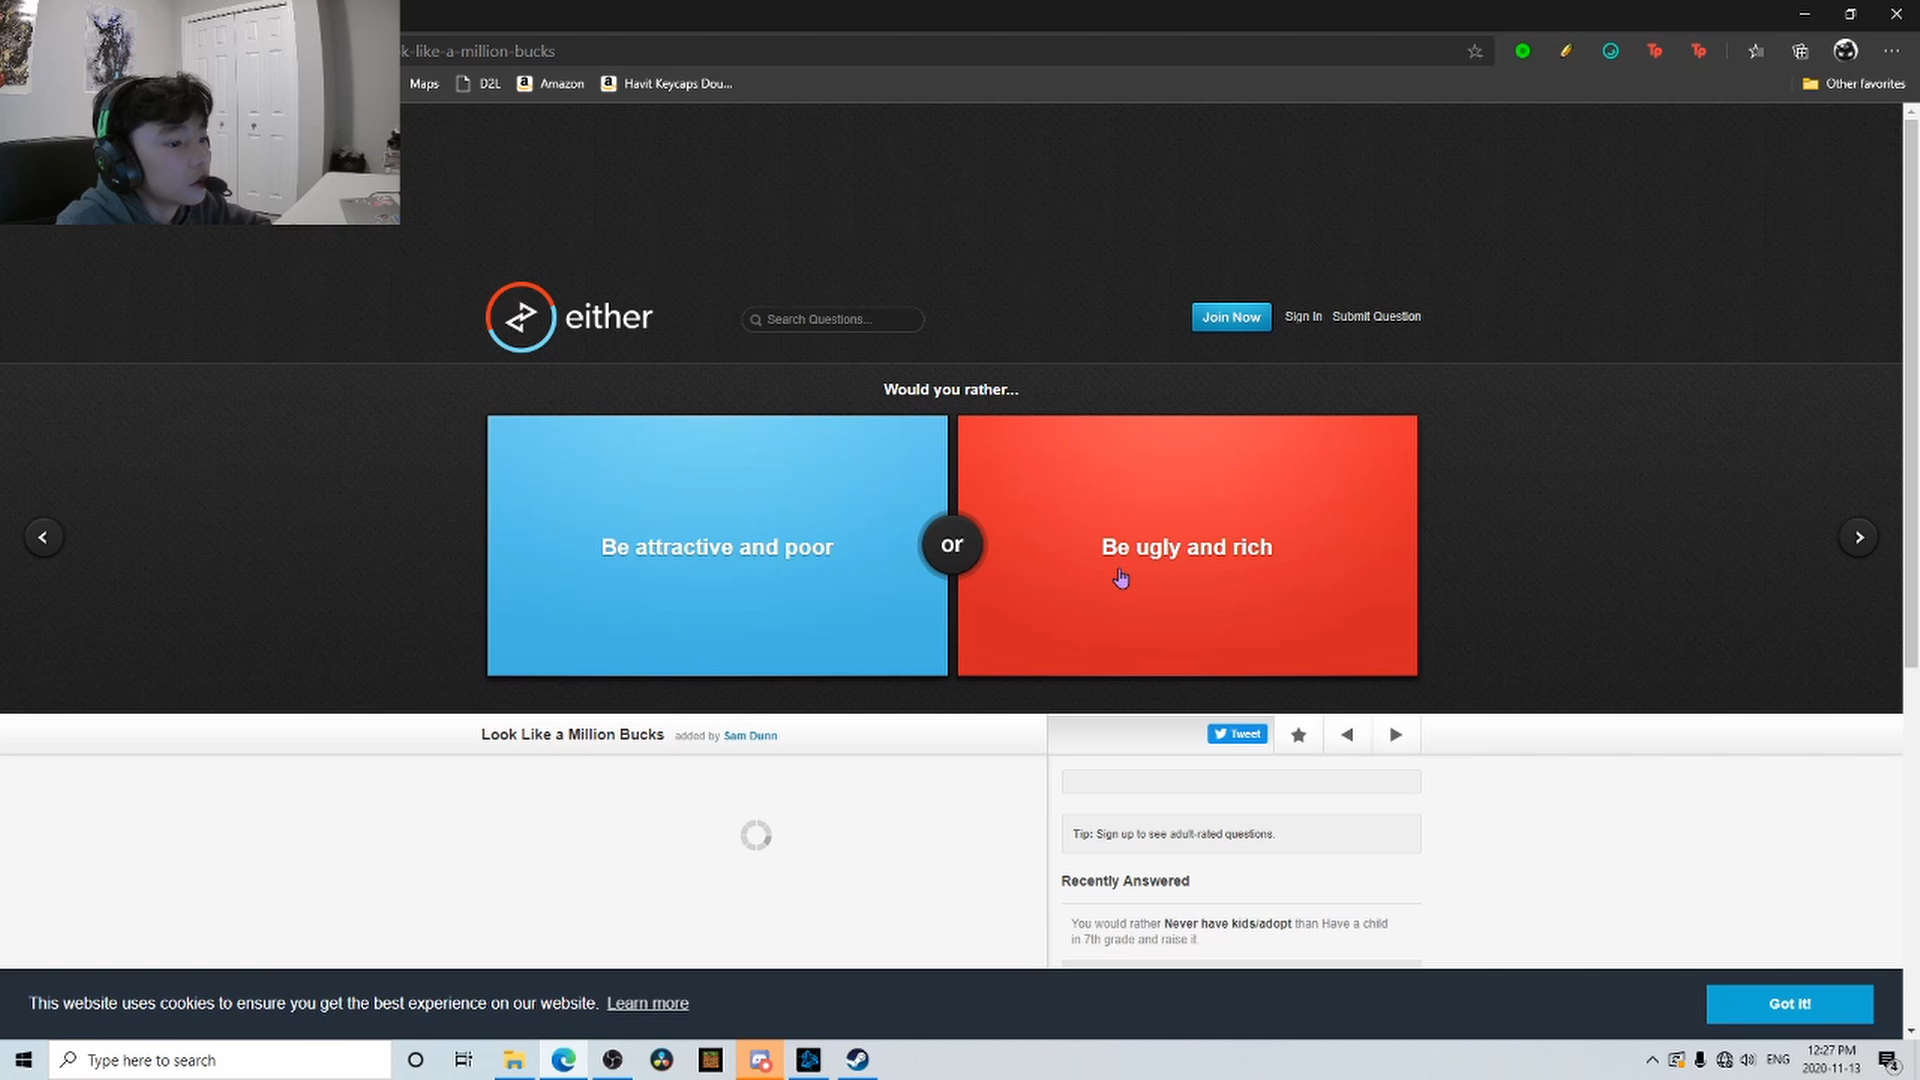 k-like-a-million-bucks
Maps
D2L
Amazon
Havit Keycaps Dou...
Other favorites
either
Search Questions...
Join Now
Sign In
Submit Question
Would you rather...
Be attractive and poor
or
Be ugly and rich
Look Like a Million Bucks added by Sam Dunn
Tweet
Tip: Sign up to see adult-rated questions.
Recently Answered
You would rather Never have kids/adopt than Have a child
in 7th grade and raise it.
This website uses cookies to ensure you get the best experience on our website. Learn more
Got It!
Type here to search
ENG
12:27 PM
2020-11-13
4